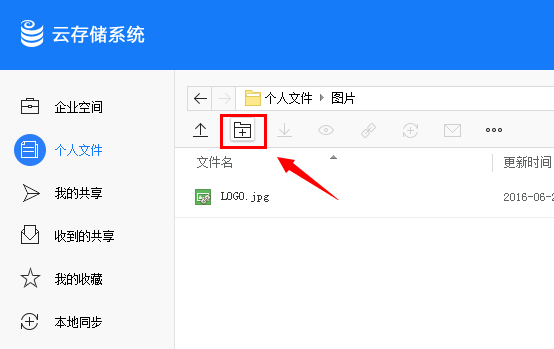 云存储系统
企业空间
个人文件
我的共享
收到的共享
我的收藏
本地同步
个人文件 图片
文件名 更新时间
LOGO.jpg 2016-06-2